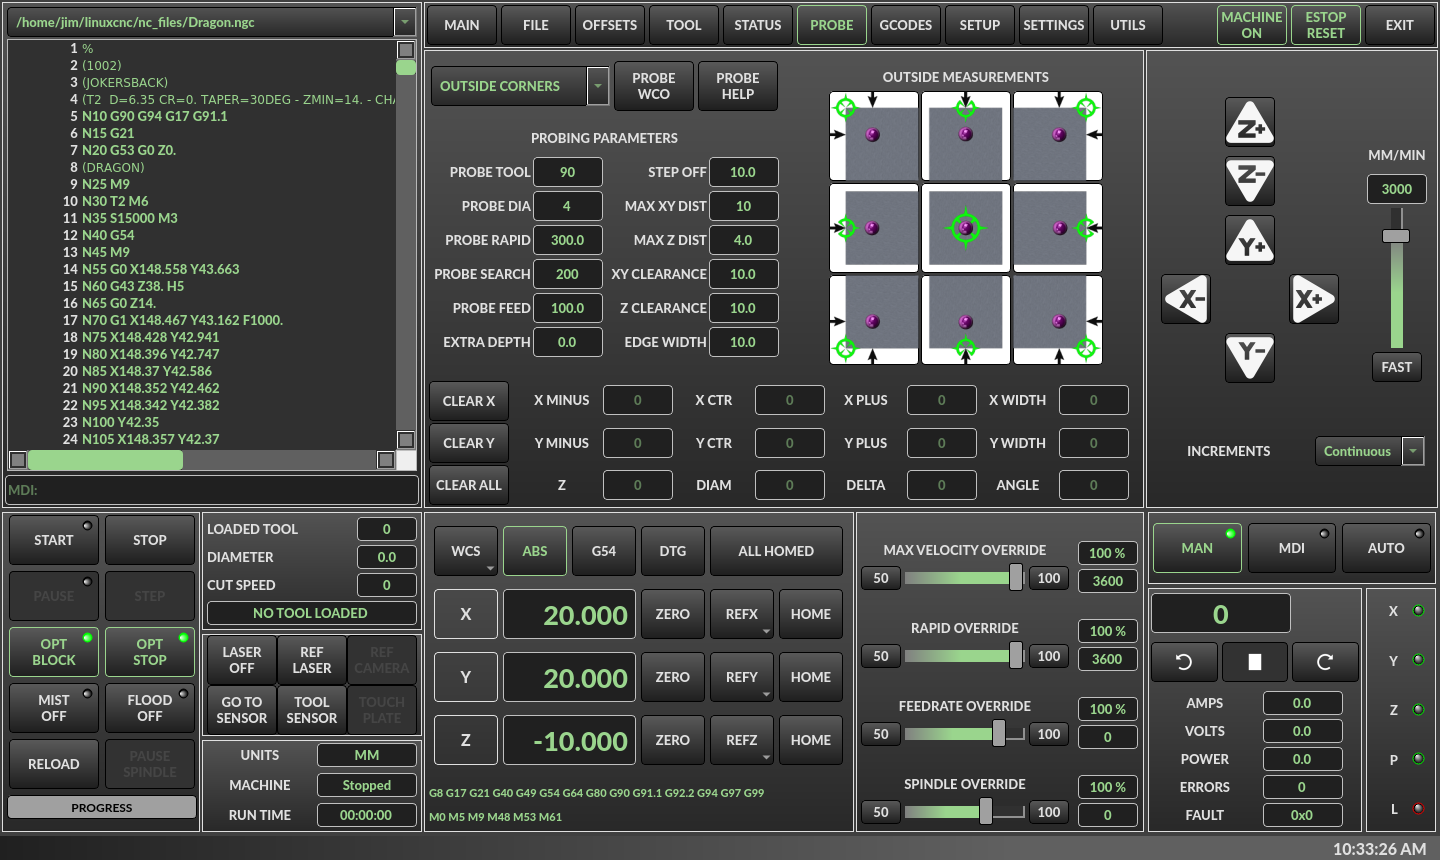 /home/jim/linuxcnc/nc_files/Dragon.ngc
1 %
2 (1002)
3 (JOKERSBACK)
4 (T2  D=6.35 CR=0. TAPER=30DEG - ZMIN=14. - CHA
5 N10 G90 G94 G17 G91.1
6 N15 G21
7 N20 G53 G0 Z0.
8 (DRAGON)
9 N25 M9
10 N30 T2 M6
11 N35 S15000 M3
12 N40 G54
13 N45 M9
14 N55 G0 X148.558 Y43.663
15 N60 G43 Z38. H5
16 N65 G0 Z14.
17 N70 G1 X148.467 Y43.162 F1000.
18 N75 X148.428 Y42.941
19 N80 X148.396 Y42.747
20 N85 X148.37 Y42.586
21 N90 X148.352 Y42.462
22 N95 X148.342 Y42.382
23 N100 Y42.35
24 N105 X148.357 Y42.37
MDI:
MAIN FILE OFFSETS TOOL STATUS PROBE GCODES SETUP SETTINGS UTILS
MACHINE ON
ESTOP RESET
EXIT
OUTSIDE CORNERS
PROBE WCO
PROBE HELP
PROBING PARAMETERS
PROBE TOOL 90 STEP OFF 10.0
PROBE DIA 4 MAX XY DIST 10
PROBE RAPID 300.0 MAX Z DIST 4.0
PROBE SEARCH 200 XY CLEARANCE 10.0
PROBE FEED 100.0 Z CLEARANCE 10.0
EXTRA DEPTH 0.0 EDGE WIDTH 10.0
OUTSIDE MEASUREMENTS
CLEAR X X MINUS 0 X CTR 0 X PLUS 0 X WIDTH 0
CLEAR Y Y MINUS 0 Y CTR 0 Y PLUS 0 Y WIDTH 0
CLEAR ALL Z 0 DIAM 0 DELTA 0 ANGLE 0
Z+
Z-
Y+
X- X+
Y-
MM/MIN
3000
FAST
INCREMENTS Continuous
START STOP
PAUSE STEP
OPT BLOCK
OPT STOP
MIST OFF
FLOOD OFF
RELOAD
PAUSE SPINDLE
PROGRESS
LOADED TOOL 0
DIAMETER 0.0
CUT SPEED 0
NO TOOL LOADED
LASER OFF
REF LASER
REF CAMERA
GO TO SENSOR
TOOL SENSOR
TOUCH PLATE
UNITS MM
MACHINE Stopped
RUN TIME 00:00:00
WCS ABS G54 DTG ALL HOMED
X 20.000 ZERO REFX HOME
Y 20.000 ZERO REFY HOME
Z -10.000 ZERO REFZ HOME
G8 G17 G21 G40 G49 G54 G64 G80 G90 G91.1 G92.2 G94 G97 G99
M0 M5 M9 M48 M53 M61
MAX VELOCITY OVERRIDE 100 %
50 100 3600
RAPID OVERRIDE 100 %
50 100 3600
FEEDRATE OVERRIDE 100 %
50 0
SPINDLE OVERRIDE 100 %
50 100 0
MAN MDI AUTO
0
AMPS 0.0
VOLTS 0.0
POWER 0.0
ERRORS 0
FAULT 0x0
X
Y
Z
P
L
10:33:26 AM